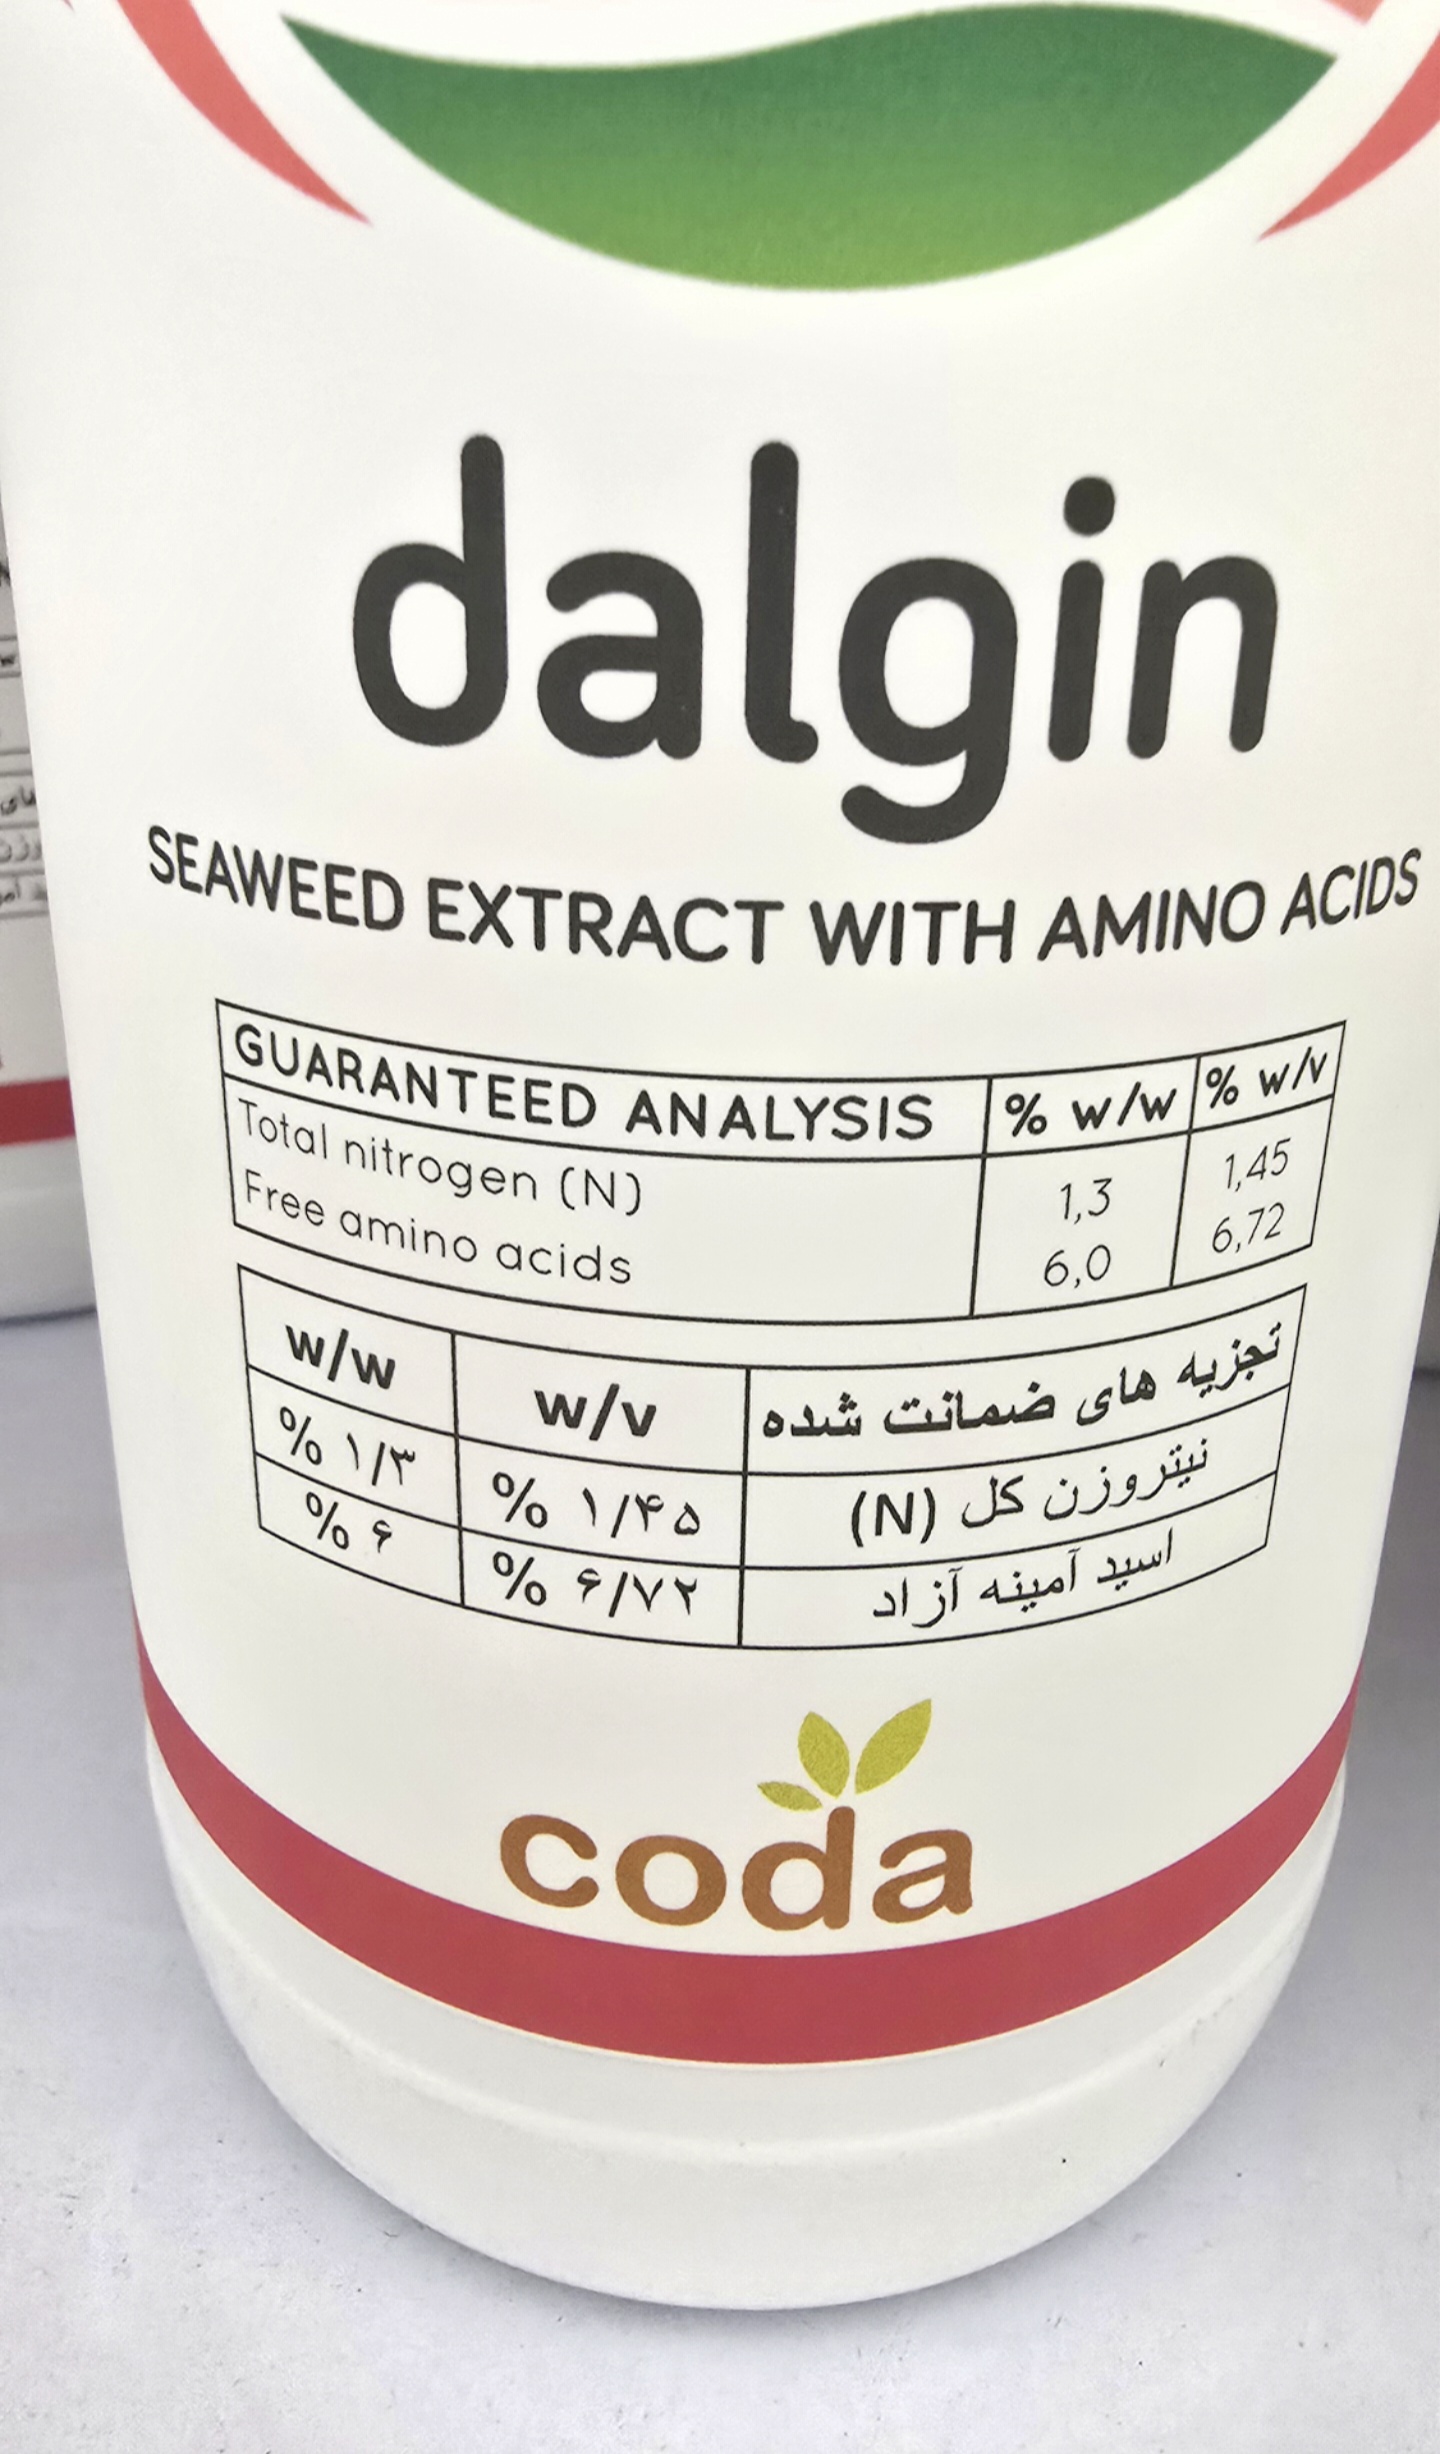 dalgin
SEAWEED EXTRACT WITH AMINO ACIDS
GUARANTEED ANALYSIS % w/w % w/v
Total nitrogen (N) 1,3 1,45
Free amino acids 6,0 6,72
w/w w/v تجزیه های ضمانت شده
% ۱/۳ % ۱/۴۵ نیتروزن کل (N)
% ۶ % ۶/۷۲ اسید آمینه آزاد
coda